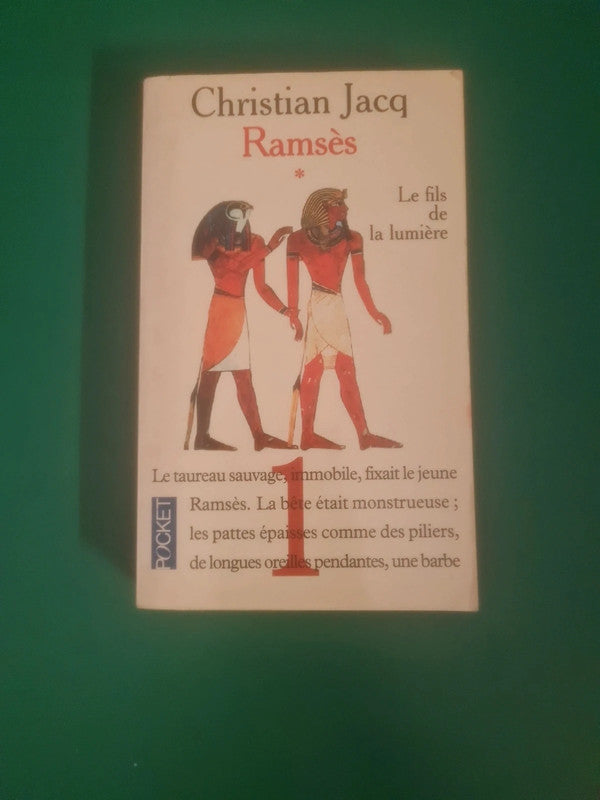 Christian Jacq
Ramsès
*
Le fils
de
la lumière
1
Le taureau sauvage, immobile, fixait le jeune
Ramsès. La bête était monstrueuse ;
les pattes épaisses comme des piliers,
de longues oreilles pendantes, une barbe
POCKET